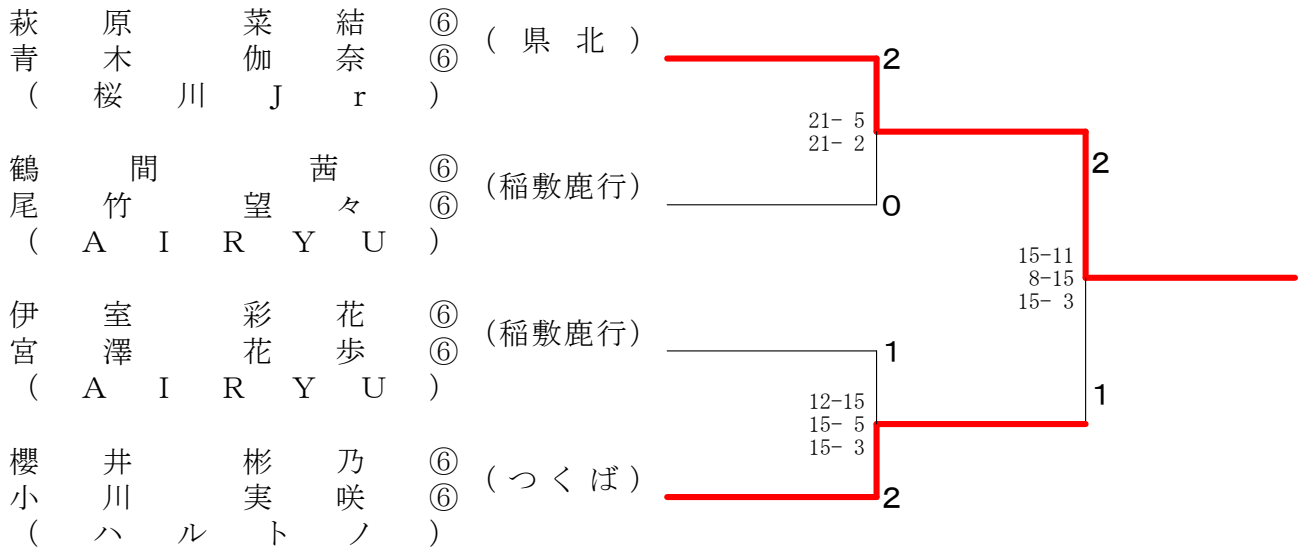 萩原 菜結 ⑥
青木 伽奈 ⑥
(桜川Jr)
(県北)
鶴間 茜 ⑥
尾竹 望々 ⑥
(AIRYU)
(稲敷鹿行)
伊室 彩花 ⑥
宮澤 花歩 ⑥
(AIRYU)
(稲敷鹿行)
櫻井 彬乃 ⑥
小川 実咲 ⑥
(ハルトノ)
(つくば)
2
21- 5
21- 2
0
1
12-15
15- 5
15- 3
2
2
15-11
8-15
15- 3
1